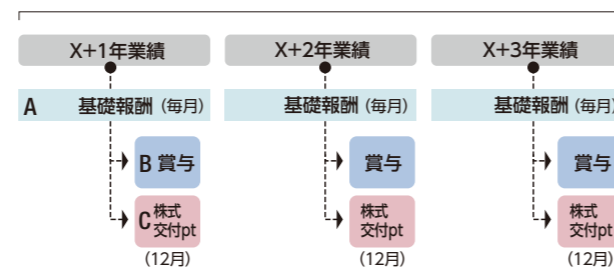 X+1年業績 X+2年業績 X+3年業績
A 基礎報酬（毎月） 基礎報酬（毎月） 基礎報酬（毎月）
B 賞与 賞与 賞与
C 株式交付pt 株式交付pt 株式交付pt
（12月） （12月） （12月）